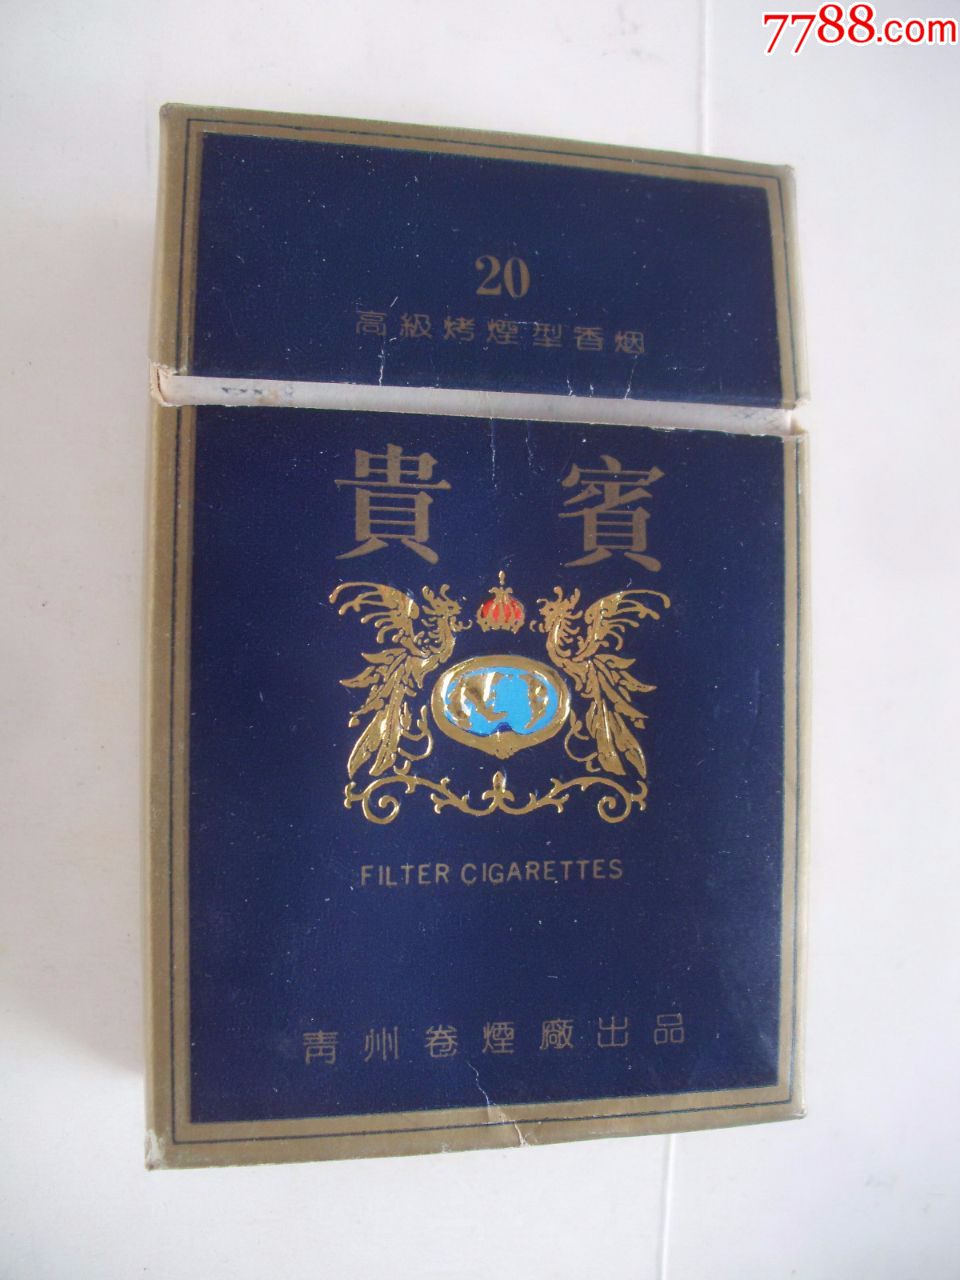 7788.com
20
高級烤煙型香烟
貴賓
FILTER CIGARETTES
青州卷煙廠出品